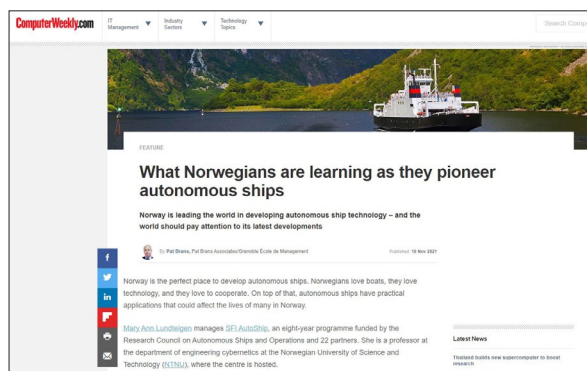 ComputerWeekly.com
IT
Management
Industry
Sectors
Technology
Topics
Search Comp
FEATURE
What Norwegians are learning as they pioneer
autonomous ships
Norway is leading the world in developing autonomous ship technology – and the
world should pay attention to its latest developments
By Pat Brans, Pat Brans Associates/Grenoble École de Management
Published: 10 Nov 2021
Norway is the perfect place to develop autonomous ships. Norwegians love boats, they love
technology, and they love to cooperate. On top of that, autonomous ships have practical
applications that could affect the lives of many in Norway.
Mary Ann Lundteigen manages SFI AutoShip, an eight-year programme funded by the
Research Council on Autonomous Ships and Operations and 22 partners. She is a professor at
the department of engineering cybernetics at the Norwegian University of Science and
Technology (NTNU), where the centre is hosted.
Latest News
Thailand builds new supercomputer to boost
research